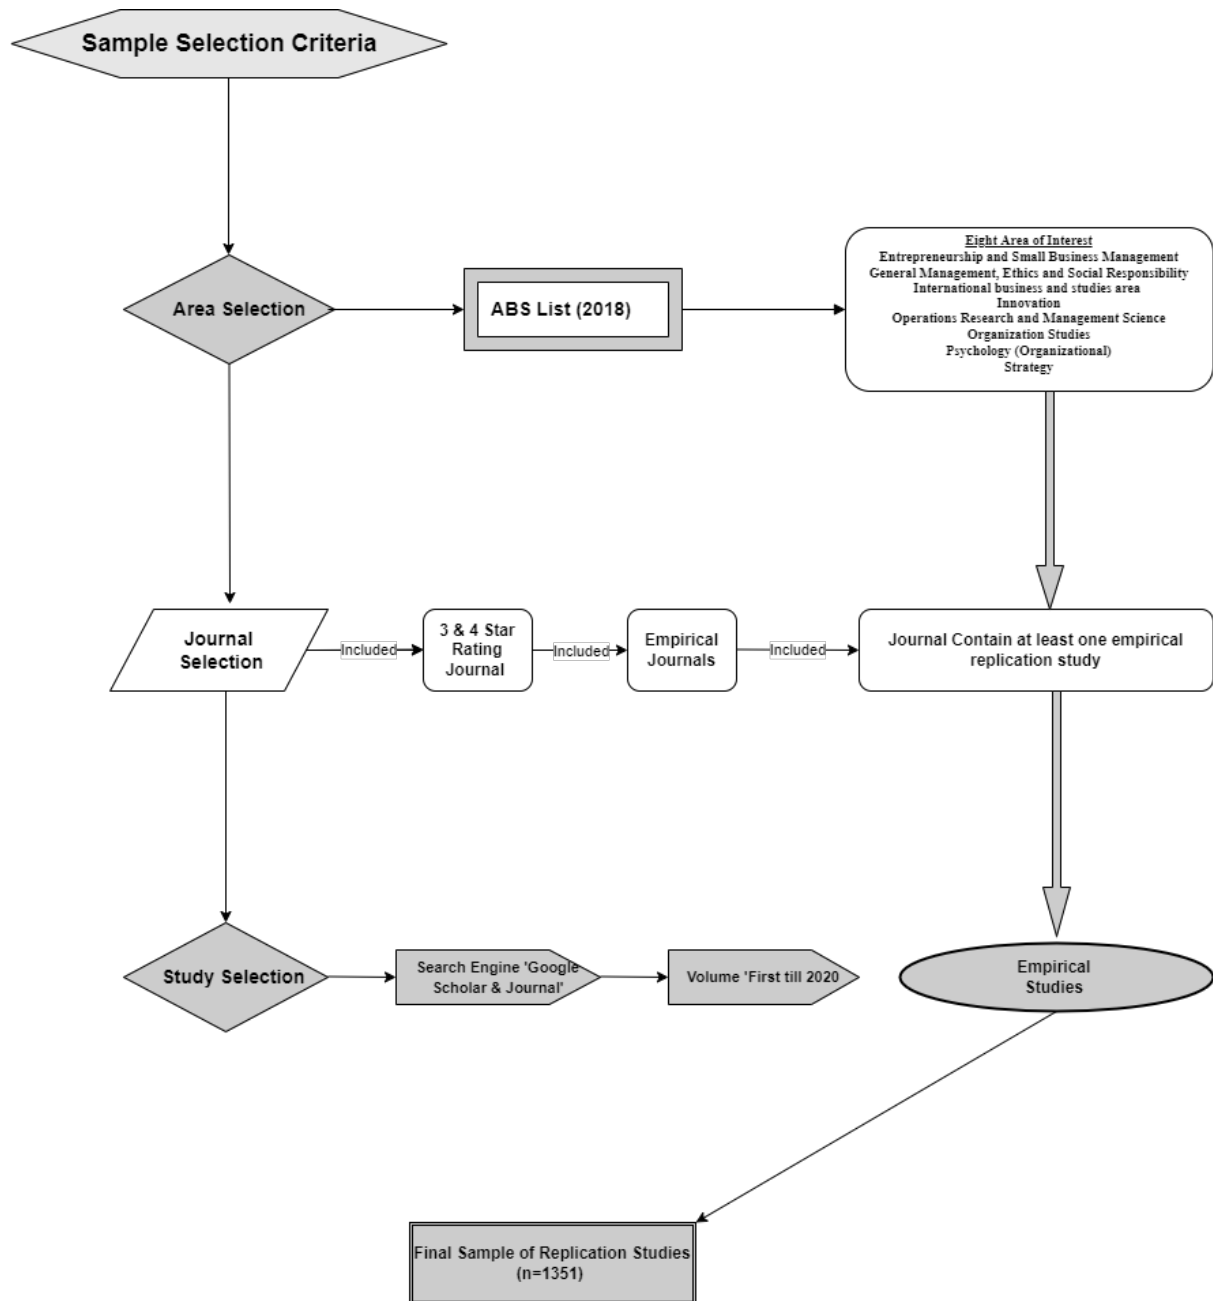 Sample Selection Criteria
Area Selection
ABS List (2018)
Eight Area of Interest
Entrepreneurship and Small Business Management
General Management, Ethics and Social Responsibility
International business and studies area
Innovation
Operations Research and Management Science
Organization Studies
Psychology (Organizational)
Strategy
Journal
Selection
Included
3 & 4 Star
Rating
Journal
Included
Empirical
Journals
Included
Journal Contain at least one empirical
replication study
Study Selection
Search Engine 'Google
Scholar & Journal'
Volume 'First till 2020
Empirical
Studies
Final Sample of Replication Studies
(n=1351)